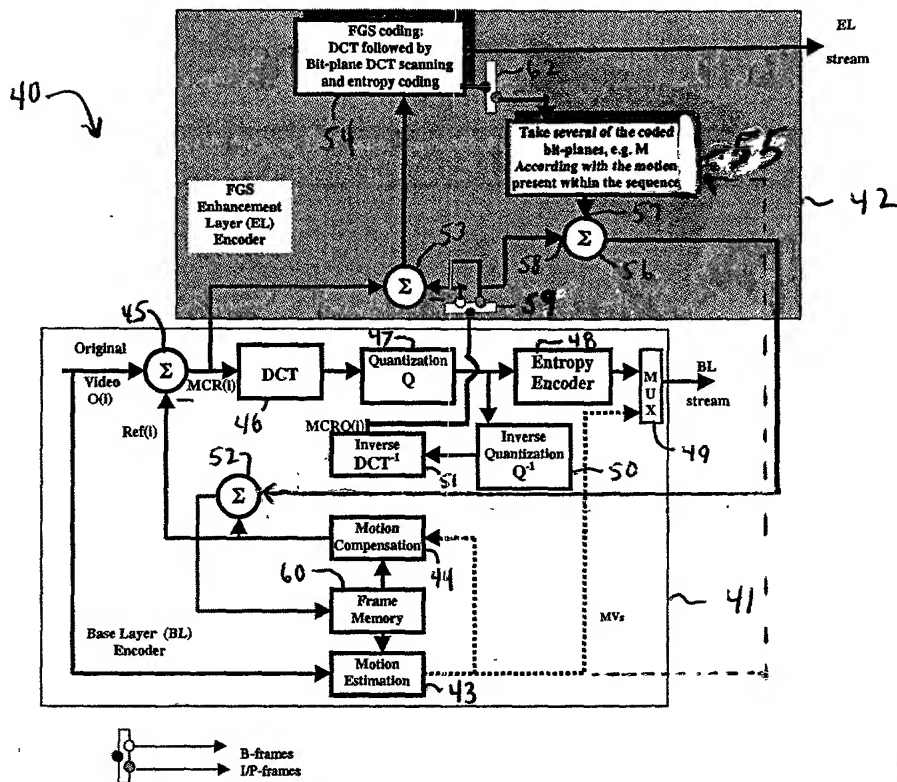 FGS coding:
DCT followed by
Bit-plane DCT scanning
and entropy coding
EL
stream
62
40
54
Take several of the coded
bit-planes, e.g. M
According with the motion
present within the sequence
55
FGS
Enhancement
Layer (EL)
Encoder
57
42
53
Σ
58
Σ
56
59
45
Original
Video
O(i)
Σ
MCR(i)
DCT
46
47
Quantization
Q
48
Entropy
Encoder
MUX
BL
stream
49
Ref(i)
MCRO(i)
Inverse
DCT-1
51
Inverse
Quantization
Q-1
50
52
Σ
Motion
Compensation
44
60
Frame
Memory
41
MVs
Base Layer (BL)
Encoder
Motion
Estimation
43
B-frames
I/P-frames